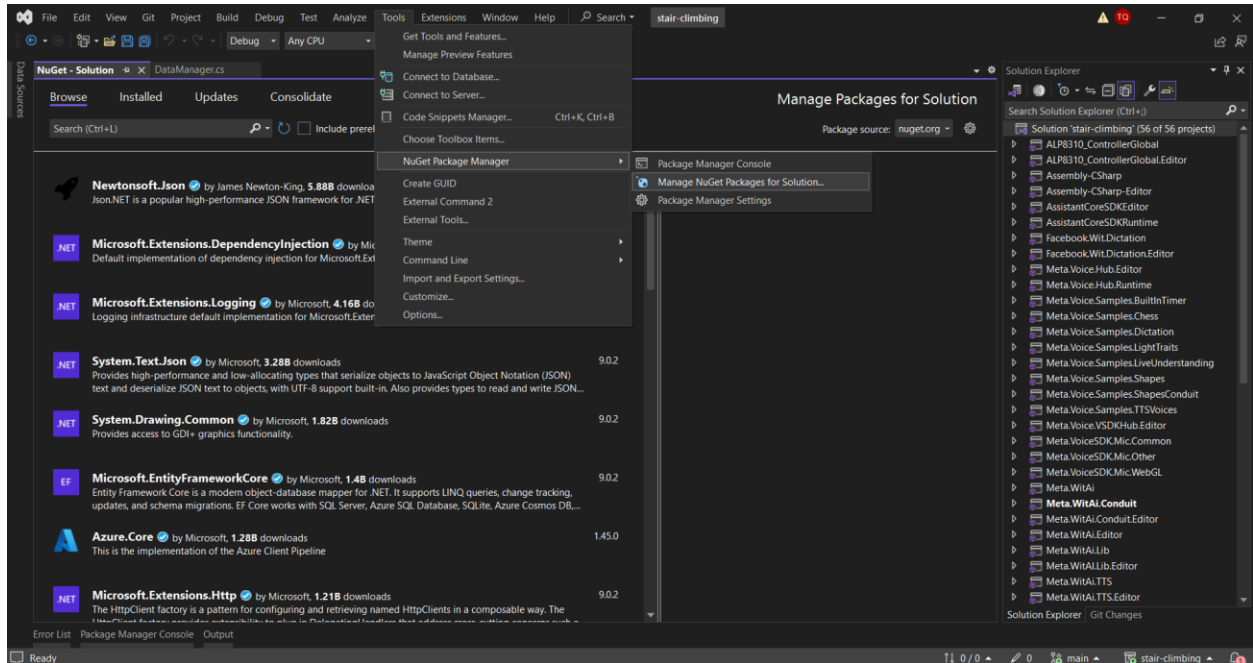 File Edit View Git Project Build Debug Test Analyze Tools Extensions Window Help Search stair-climbing TQ
Debug Any CPU
Data Sources
NuGet - Solution DataManager.cs
Browse Installed Updates Consolidate
Manage Packages for Solution
Search (Ctrl+L) Include prerel
Package source: nuget.org
Newtonsoft.Json by James Newton-King, 5.88B downloa
Json.NET is a popular high-performance JSON framework for .NET
.NET
Microsoft.Extensions.DependencyInjection by Mic
Default implementation of dependency injection for Microsoft.Ext
.NET
Microsoft.Extensions.Logging by Microsoft, 4.16B do
Logging infrastructure default implementation for Microsoft.Exten
.NET
System.Text.Json by Microsoft, 3.28B downloads 9.0.2
Provides high-performance and low-allocating types that serialize objects to JavaScript Object Notation (JSON)
text and deserialize JSON text to objects, with UTF-8 support built-in. Also provides types to read and write JSON...
.NET
System.Drawing.Common by Microsoft, 1.82B downloads 9.0.2
Provides access to GDI+ graphics functionality.
EF
Microsoft.EntityFrameworkCore by Microsoft, 1.4B downloads 9.0.2
Entity Framework Core is a modern object-database mapper for .NET. It supports LINQ queries, change tracking,
updates, and schema migrations. EF Core works with SQL Server, Azure SQL Database, SQLite, Azure Cosmos DB,...
Azure.Core by Microsoft, 1.28B downloads 1.45.0
This is the implementation of the Azure Client Pipeline
.NET
Microsoft.Extensions.Http by Microsoft, 1.21B downloads 9.0.2
The HttpClient factory is a pattern for configuring and retrieving named HttpClients in a composable way. The
Get Tools and Features...
Manage Preview Features
Connect to Database...
Connect to Server...
Code Snippets Manager... Ctrl+K, Ctrl+B
Choose Toolbox Items...
NuGet Package Manager
Create GUID
External Command 2
External Tools...
Theme
Command Line
Import and Export Settings...
Customize...
Options...
Package Manager Console
Manage NuGet Packages for Solution...
Package Manager Settings
Solution Explorer
Search Solution Explorer (Ctrl+;)
Solution 'stair-climbing' (56 of 56 projects)
ALP8310_ControllerGlobal
ALP8310_ControllerGlobal.Editor
Assembly-CSharp
Assembly-CSharp-Editor
AssistantCoreSDKEditor
AssistantCoreSDKRuntime
Facebook.Wit.Dictation
Facebook.Wit.Dictation.Editor
Meta.Voice.Hub.Editor
Meta.Voice.Hub.Runtime
Meta.Voice.Samples.BuiltInTimer
Meta.Voice.Samples.Chess
Meta.Voice.Samples.Dictation
Meta.Voice.Samples.LightTraits
Meta.Voice.Samples.LiveUnderstanding
Meta.Voice.Samples.Shapes
Meta.Voice.Samples.ShapesConduit
Meta.Voice.Samples.TTSVoices
Meta.Voice.VSDKHub.Editor
Meta.VoiceSDK.Mic.Common
Meta.VoiceSDK.Mic.Other
Meta.VoiceSDK.Mic.WebGL
Meta.WitAi
Meta.WitAi.Conduit
Meta.WitAi.Conduit.Editor
Meta.WitAi.Editor
Meta.WitAi.Lib
Meta.WitAI.Lib.Editor
Meta.WitAi.TTS
Meta.WitAi.TTS.Editor
Solution Explorer Git Changes
Error List Package Manager Console Output
Ready 0 / 0 0 main stair-climbing